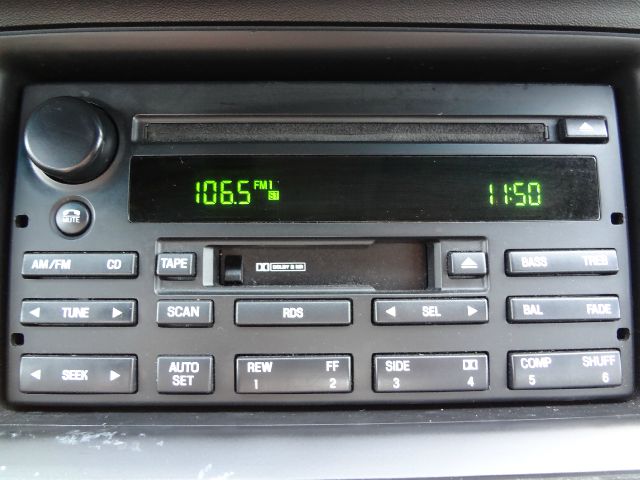 106.5 FM1 ST 11:50
MUTE
AM/FM CD TAPE DOLBY B NR BASS TREB
TUNE SCAN RDS SEL BAL FADE
SEEK AUTO SET REW 1 FF 2 SIDE 3 4 COMP 5 SHUFF 6